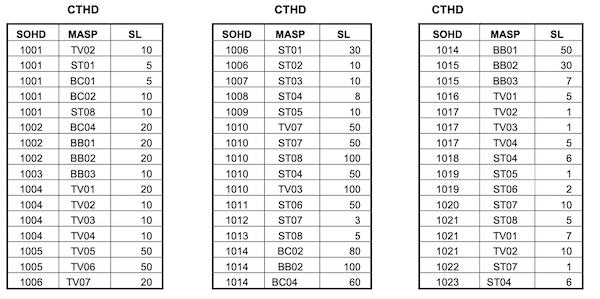 CTHD
SOHD MASP SL
1001 TV02 10
1001 ST01 5
1001 BC01 5
1001 BC02 10
1001 ST08 10
1002 BC04 20
1002 BB01 20
1002 BB02 20
1003 BB03 10
1004 TV01 20
1004 TV02 10
1004 TV03 10
1004 TV04 10
1005 TV05 50
1005 TV06 50
1006 TV07 20
CTHD
SOHD MASP SL
1006 ST01 30
1006 ST02 10
1007 ST03 10
1008 ST04 8
1009 ST05 10
1010 TV07 50
1010 ST07 50
1010 ST08 100
1010 ST04 50
1010 TV03 100
1011 ST06 50
1012 ST07 3
1013 ST08 5
1014 BC02 80
1014 BB02 100
1014 BC04 60
CTHD
SOHD MASP SL
1014 BB01 50
1015 BB02 30
1015 BB03 7
1016 TV01 5
1017 TV02 1
1017 TV03 1
1017 TV04 5
1018 ST04 6
1019 ST05 1
1019 ST06 2
1020 ST07 10
1021 ST08 5
1021 TV01 7
1021 TV02 10
1022 ST07 1
1023 ST04 6